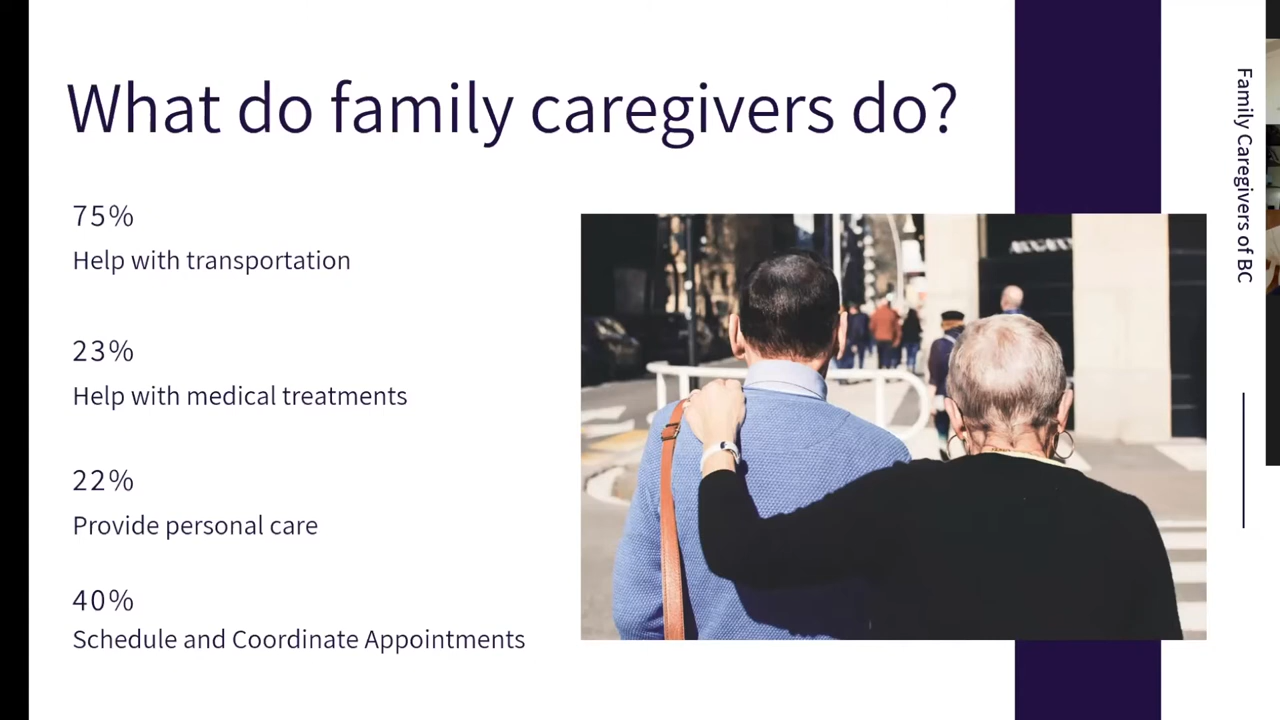 What do family caregivers do?
75%
Help with transportation
23%
Help with medical treatments
22%
Provide personal care
40%
Schedule and Coordinate Appointments
Family Caregivers of BC